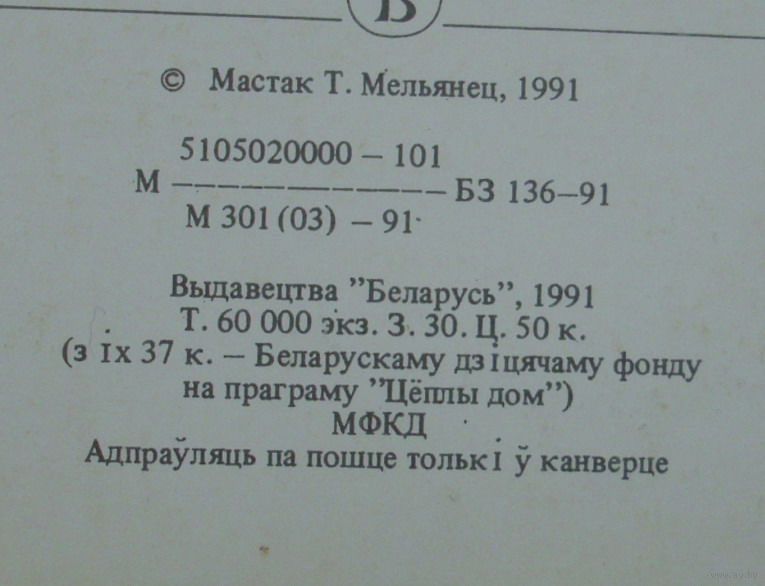 В
© Мастак Т. Мельянец, 1991
5105020000 – 101
М ––––––––––––– БЗ 136–91
М 301 (03) – 91
Выдавецтва "Беларусь", 1991
Т. 60 000 экз. З. 30. Ц. 50 к.
(з іх 37 к. – Беларускаму дзіцячаму фонду
на праграму "Цёплы дом")
МФКД
Адпраўляць па пошце толькі ў канверце